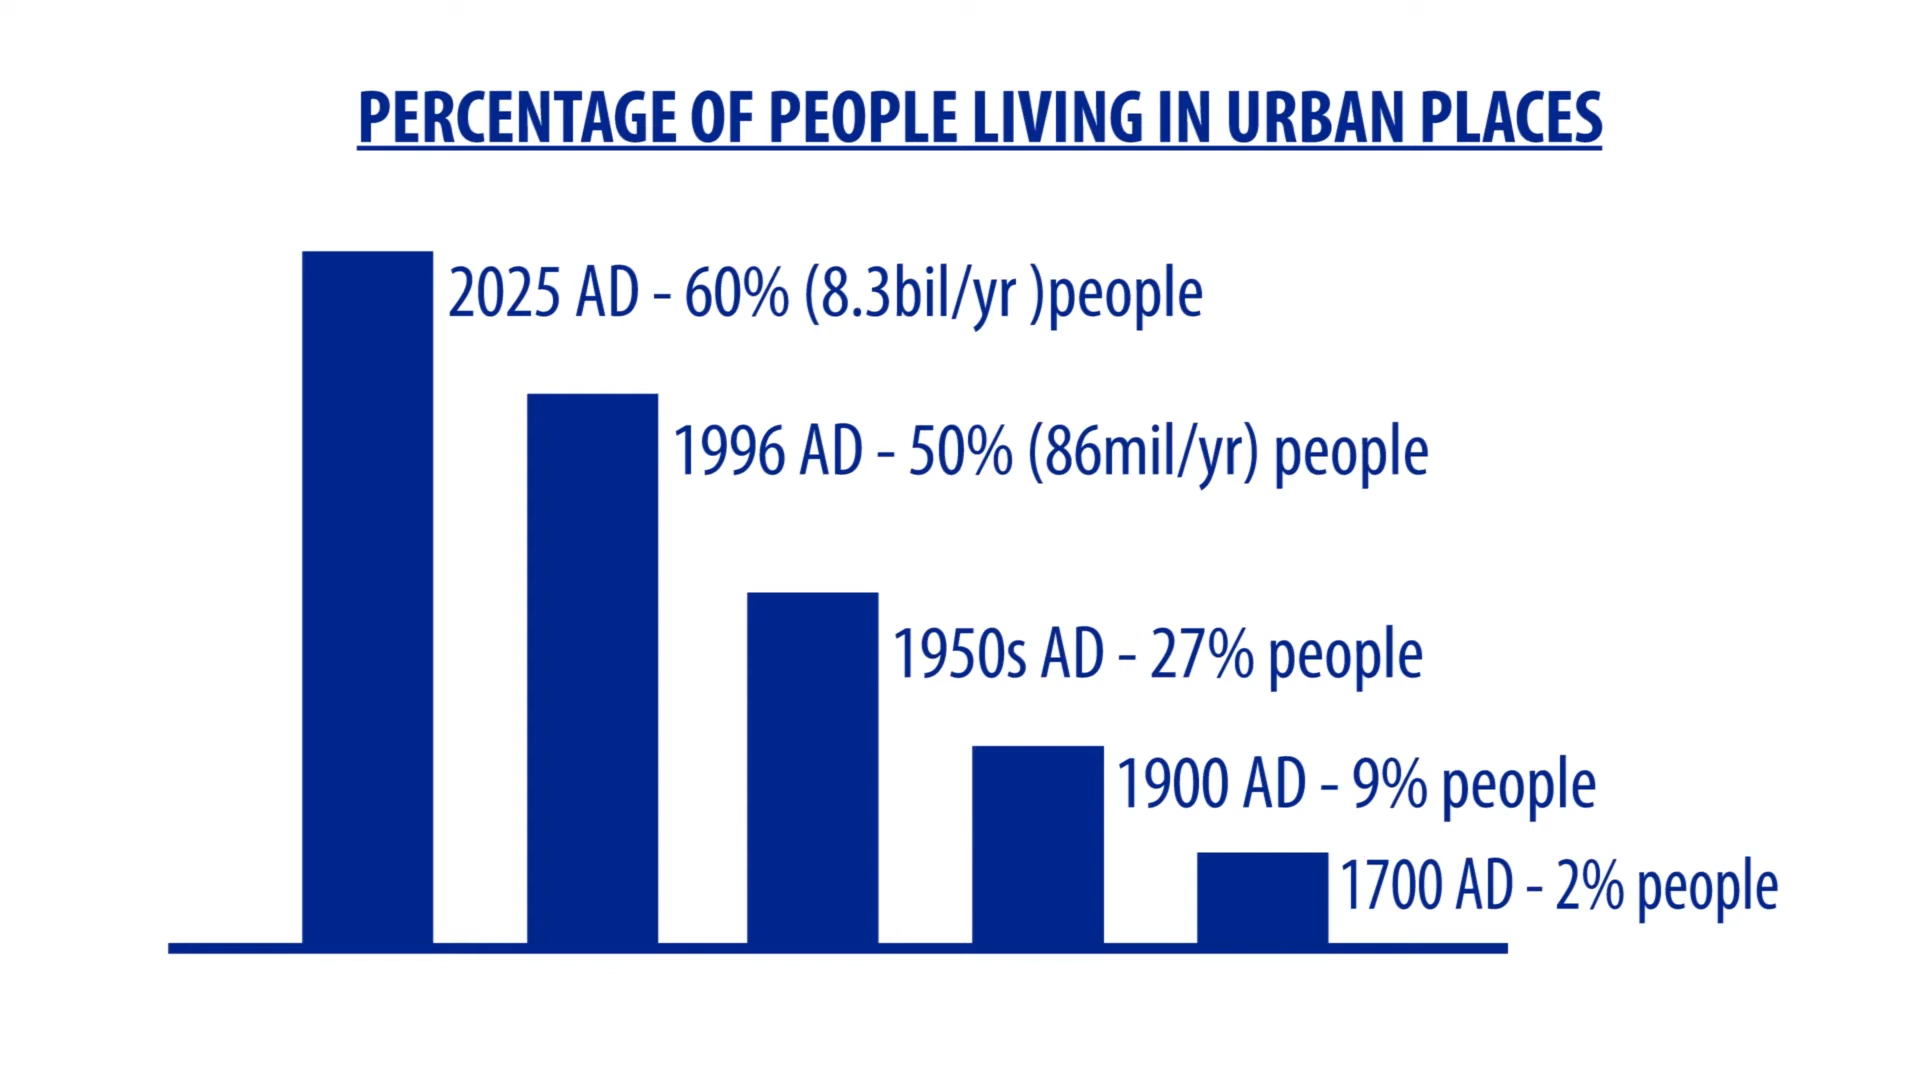 PERCENTAGE OF PEOPLE LIVING IN URBAN PLACES
2025 AD - 60% (8.3bil/yr )people
1996 AD - 50% (86mil/yr) people
1950s AD - 27% people
1900 AD - 9% people
1700 AD - 2% people